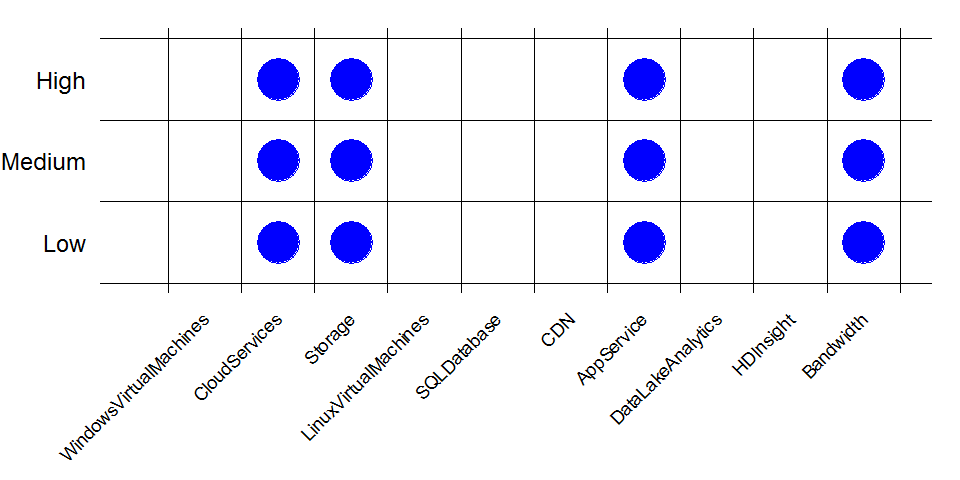 High
Medium
Low
WindowsVirtualMachines
CloudServices
Storage
LinuxVirtualMachines
SQLDatabase
CDN
AppService
DataLakeAnalytics
HDInsight
Bandwidth